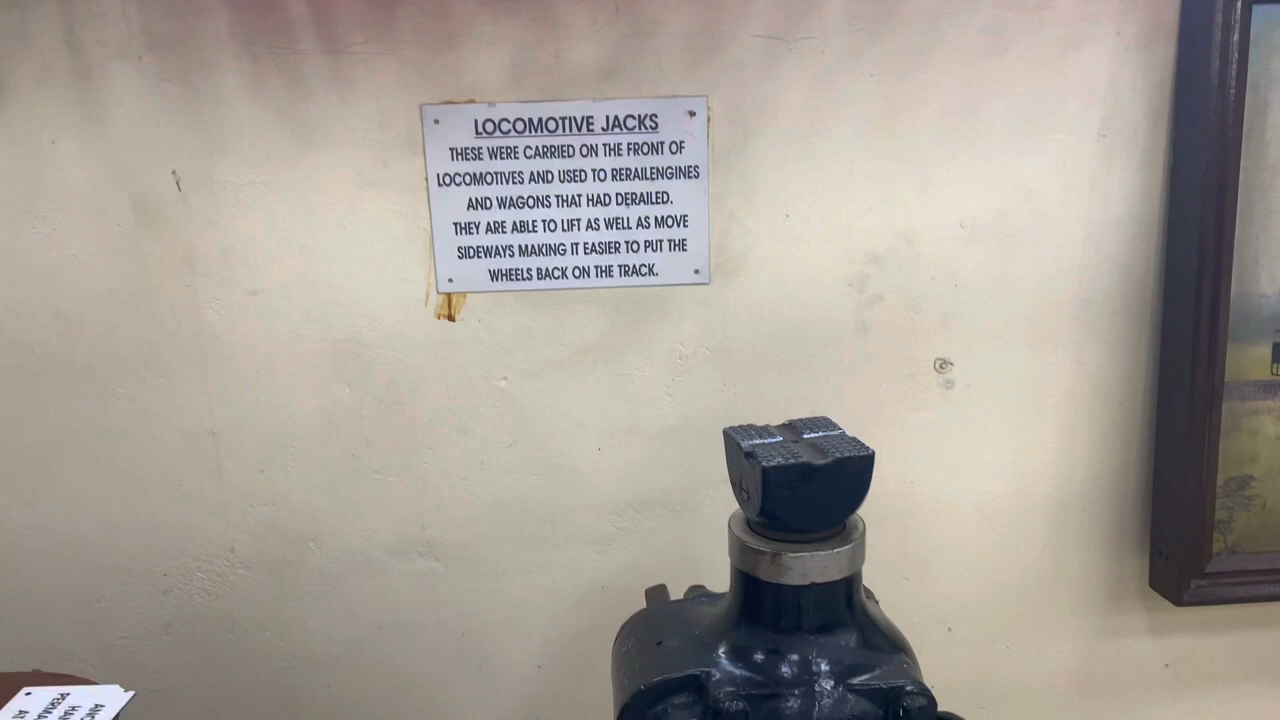 LOCOMOTIVE JACKS
THESE WERE CARRIED ON THE FRONT OF
LOCOMOTIVES AND USED TO RERAILENGINES
AND WAGONS THAT HAD DERAILED.
THEY ARE ABLE TO LIFT AS WELL AS MOVE
SIDEWAYS MAKING IT EASIER TO PUT THE
WHEELS BACK ON THE TRACK.